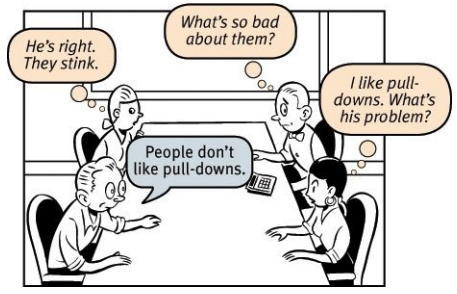 What's so bad
about them?
He's right.
They stink.
I like pull-
downs. What's
his problem?
People don't
like pull-downs.